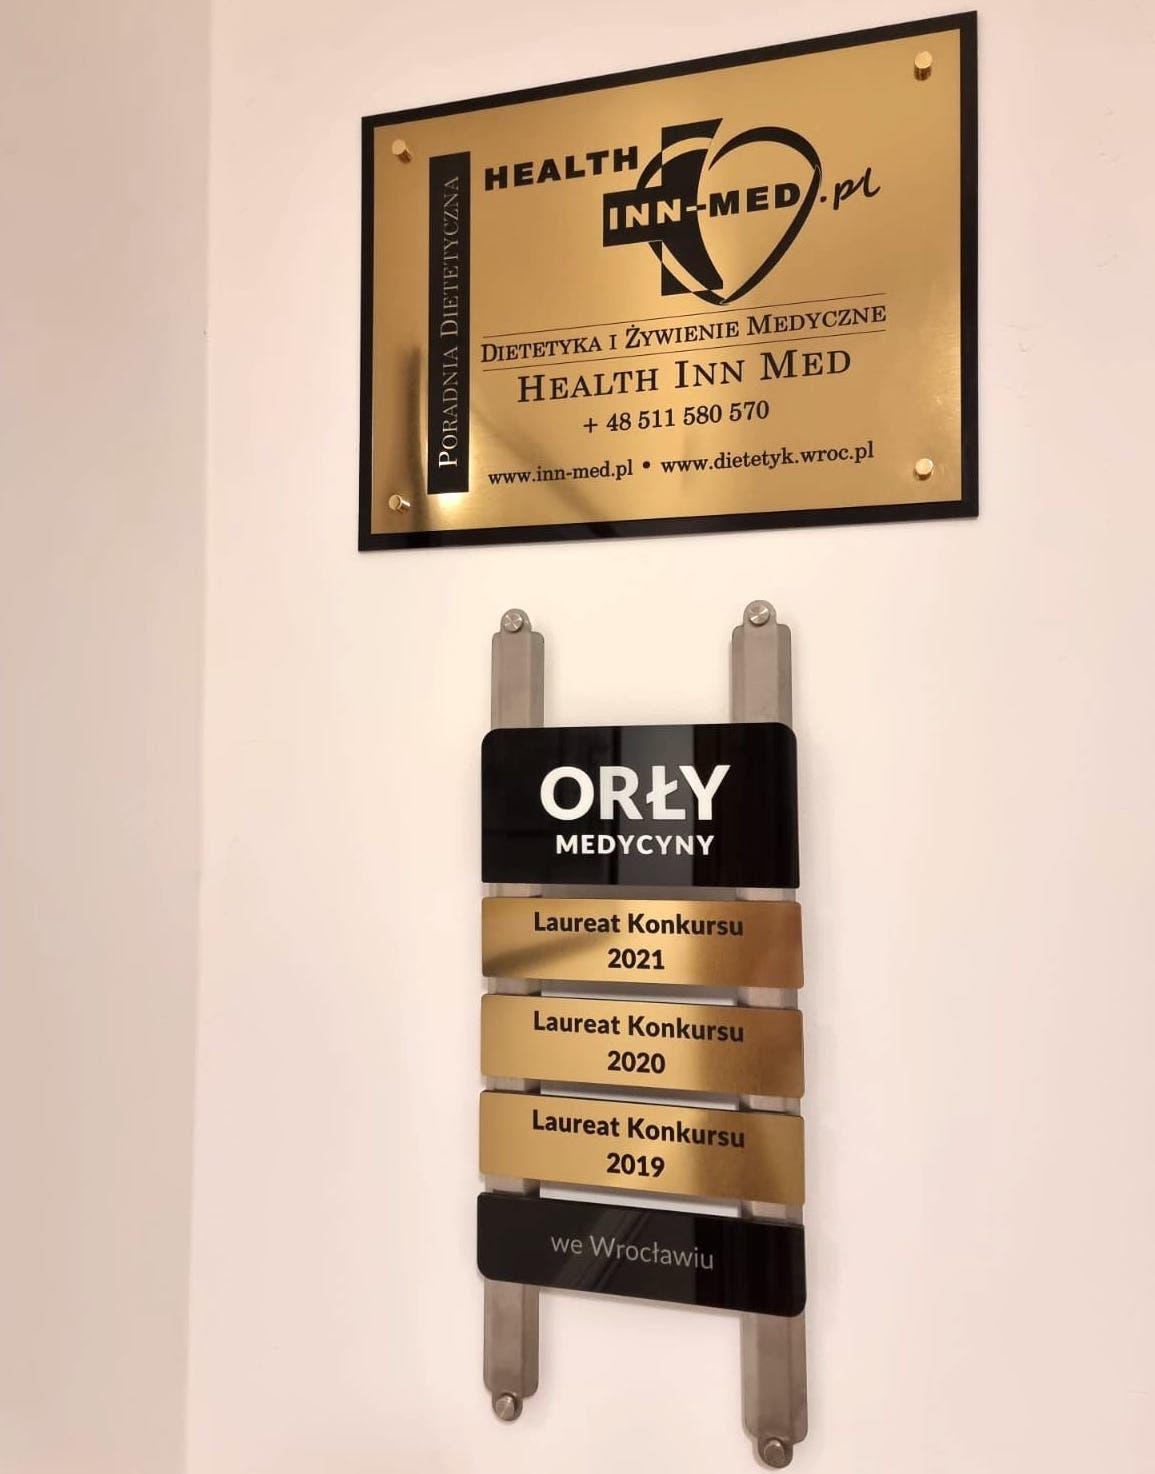 PORADNIA DIETETYCZNA
HEALTH
INN-MED.pl
DIETETYKA I ŻYWIENIE MEDYCZNE
HEALTH INN MED
+ 48 511 580 570
www.inn-med.pl • www.dietetyk.wroc.pl
ORŁY
MEDYCYNY
Laureat Konkursu
2021
Laureat Konkursu
2020
Laureat Konkursu
2019
we Wrocławiu